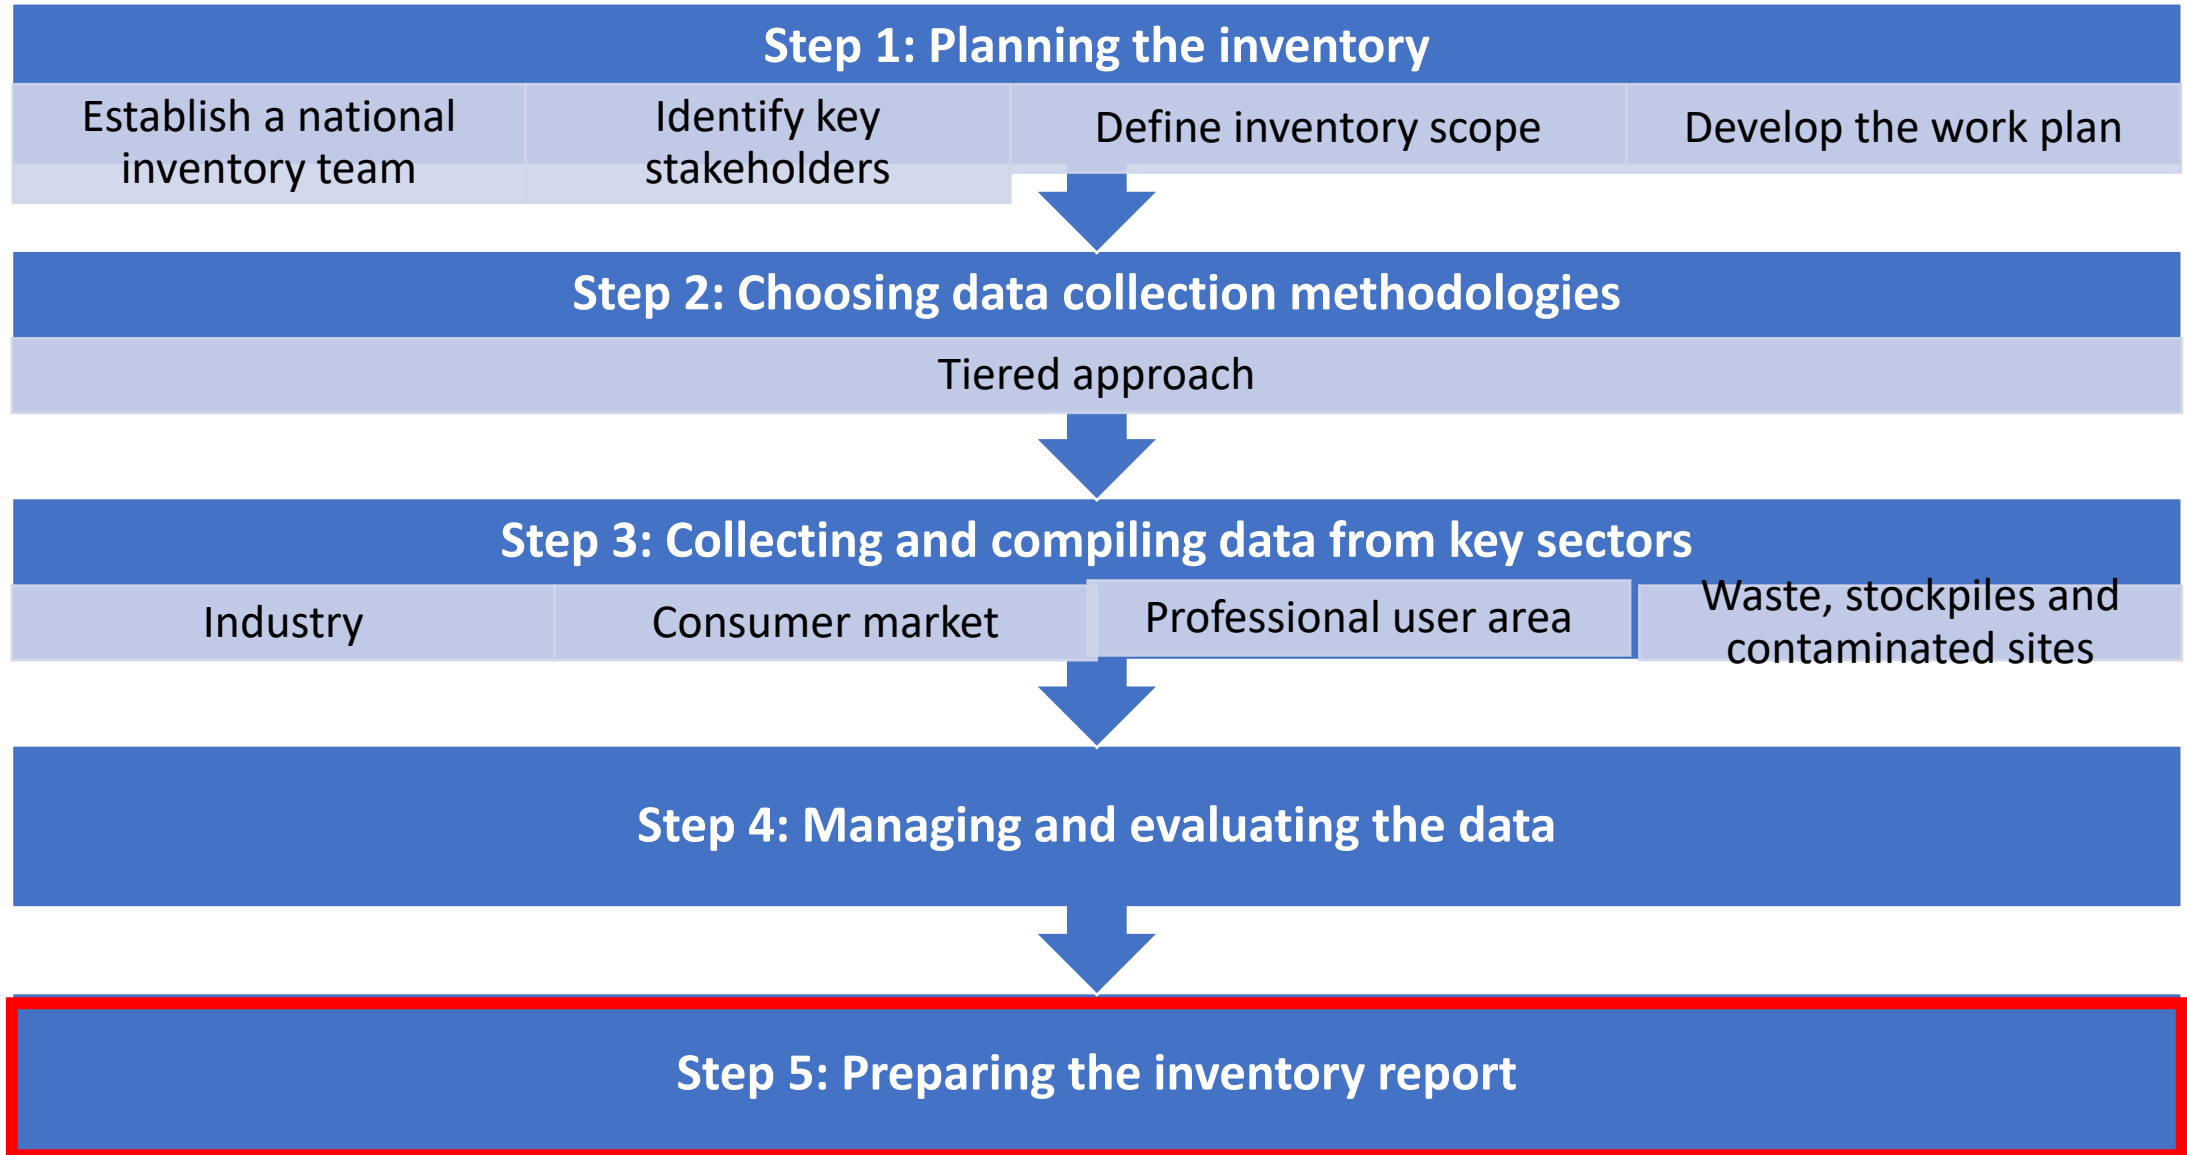 Step 1: Planning the inventory
Establish a national
inventory team
Identify key
stakeholders
Define inventory scope
Develop the work plan
Step 2: Choosing data collection methodologies
Tiered approach
Step 3: Collecting and compiling data from key sectors
Industry
Consumer market
Professional user area
Waste, stockpiles and
contaminated sites
Step 4: Managing and evaluating the data
Step 5: Preparing the inventory report